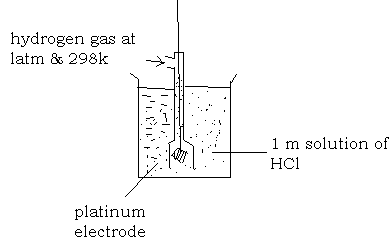 hydrogen gas at
latm & 298k
1 m solution of
HCl
platinum
electrode